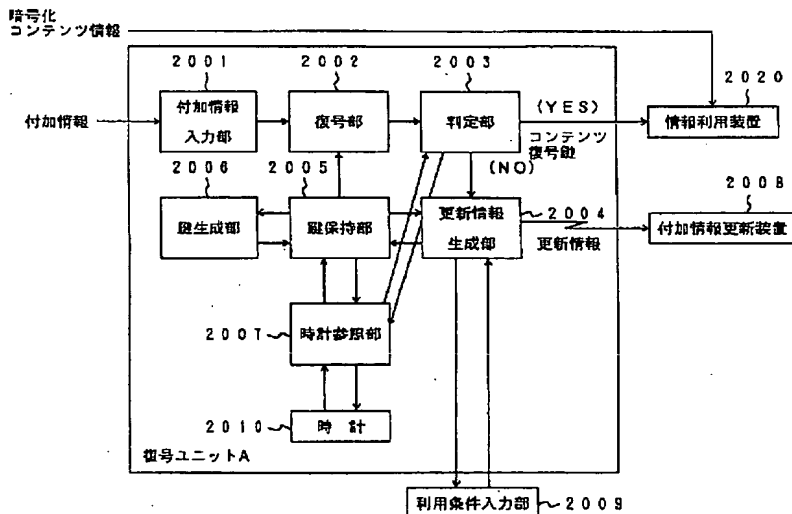 暗号化
コンテンツ情報
2001
2002
2003
2020
付加情報
付加情報
入力部
復号部
判定部
(YES)
コンテンツ
復号鍵
情報利用装置
(NO)
2006
2005
2004
2008
鍵生成部
鍵保持部
更新情報
生成部
更新情報
付加情報更新装置
2007
時計参照部
2010
時計
復号ユニットA
利用条件入力部
2009